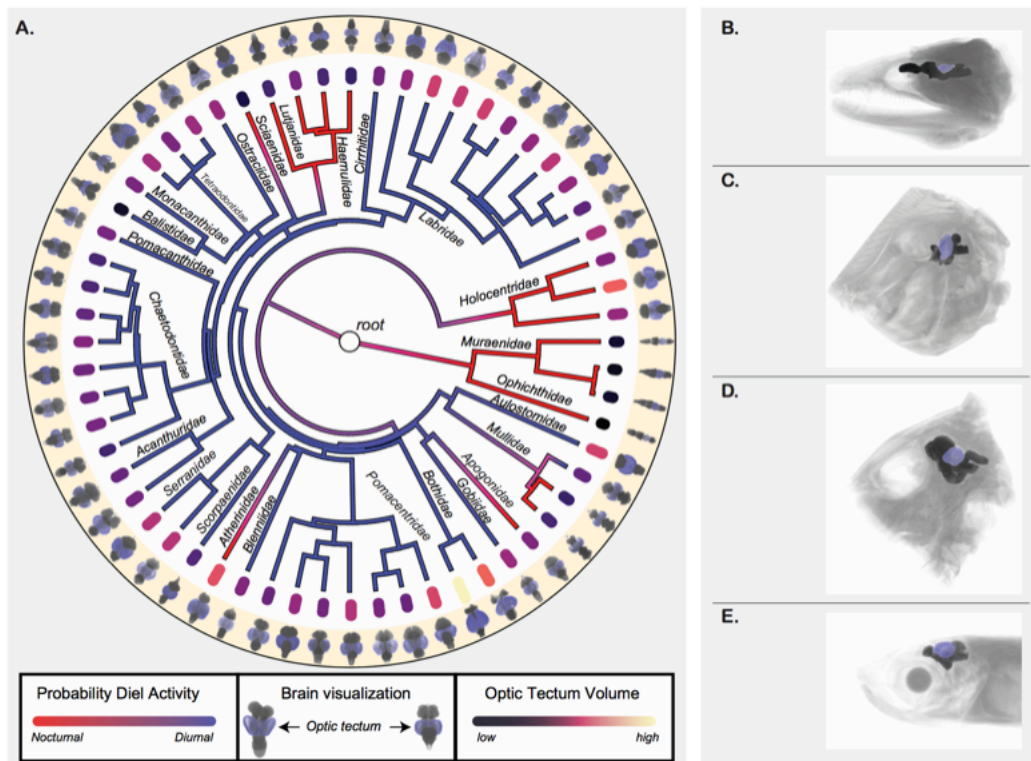 A.
Sciaenidae
Lutjanidae
Haemulidae
Cirrhitidae
Ostraciidae
Tetraodontidae
Labridae
Monacanthidae
Balistidae
Pomacanthidae
Holocentridae
root
Muraenidae
Chaetodontidae
Ophichthidae
Aulostomidae
Mullidae
Acanthuridae
Serranidae
Apogonidae
Gobiidae
Scorpaenidae
Bothidae
Pomacentridae
Atherinidae
Blenniidae
Probability Diel Activity
Nocturnal Diurnal
Brain visualization
Optic tectum
Optic Tectum Volume
low high
B.
C.
D.
E.